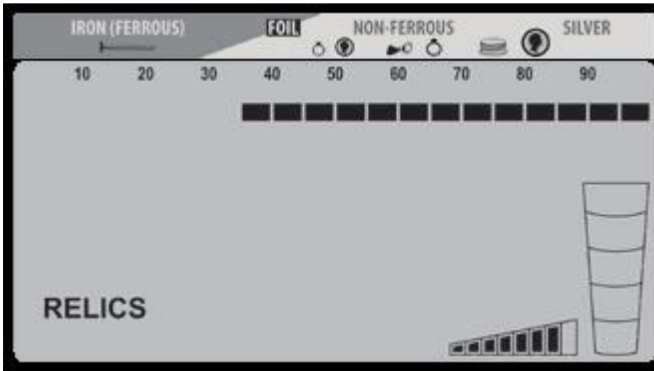 IRON (FERROUS) FOIL NON-FERROUS SILVER
10 20 30 40 50 60 70 80 90
RELICS